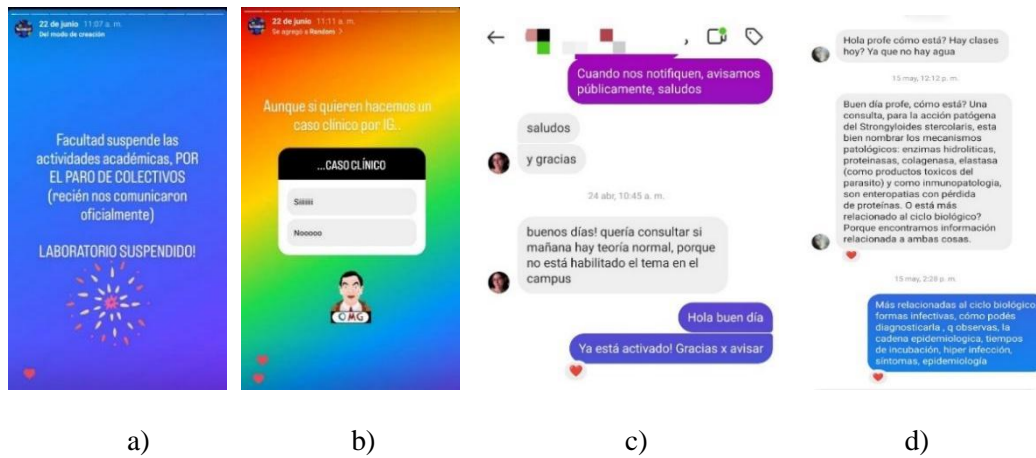 22 de junio 11:07 a. m.
Del modo de creación
Facultad suspende las
actividades académicas, POR
EL PARO DE COLECTIVOS
(recién nos comunicaron
oficialmente)
LABORATORIO SUSPENDIDO!
a)
22 de junio 11:11 a. m.
Se agregó a Random >
Aunque si quieren hacemos un
caso clínico por IG..
...CASO CLÍNICO
Siiiiii
Nooooo
OMG
b)
Cuando nos notifiquen, avisamos
públicamente, saludos
saludos
y gracias
24 abr, 10:45 a. m.
buenos días! quería consultar si
mañana hay teoría normal, porque
no está habilitado el tema en el
campus
Hola buen día
Ya está activado! Gracias x avisar
c)
Hola profe cómo está? Hay clases
hoy? Ya que no hay agua
15 may, 12:12 p. m.
Buen día profe, cómo está? Una
consulta, para la acción patógena
del Strongyloides stercolaris, esta
bien nombrar los mecanismos
patológicos: enzimas hidroliticas,
proteinasas, colagenasa, elastasa
(como productos toxicos del
parasito) y como inmunopatologia,
son enteropatias con pérdida
de proteínas. O está más
relacionado al ciclo biológico?
Porque encontramos información
relacionada a ambas cosas.
15 may, 2:28 p. m.
Más relacionadas al ciclo biológico
formas infectivas, cómo podés
diagnosticarla , q observas, la
cadena epidemiologica, tiempos
de incubación, hiper infección,
síntomas, epidemiología
d)